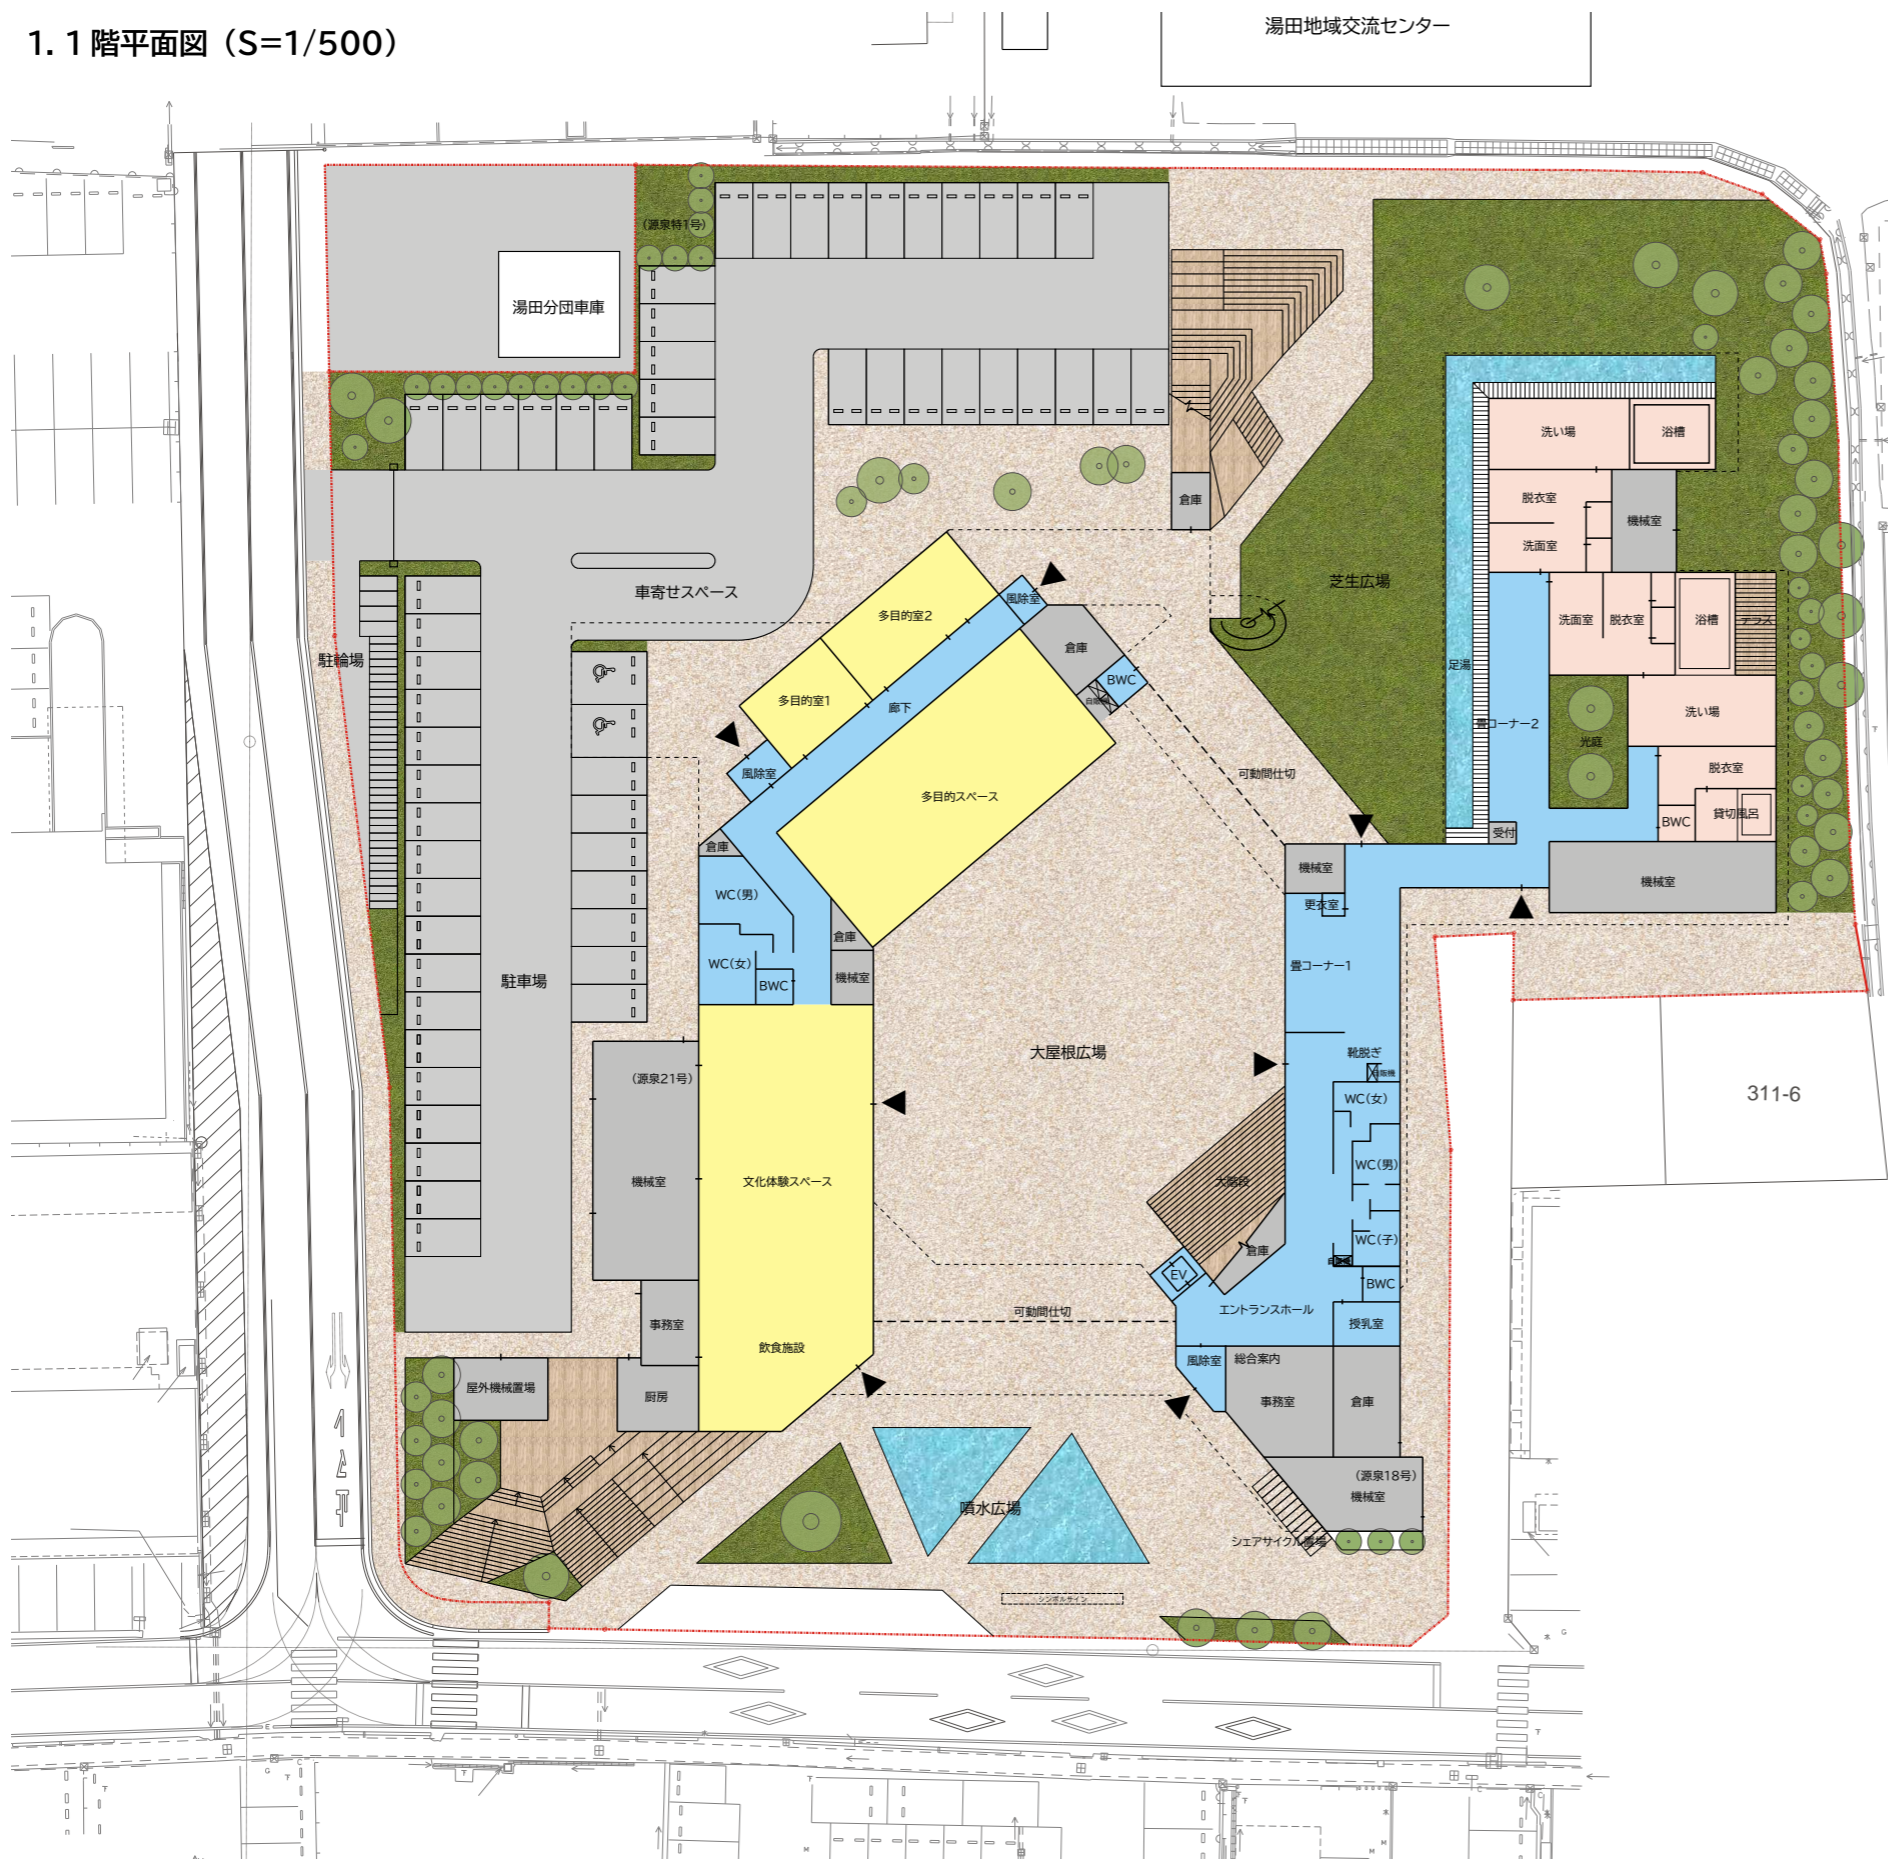 1. 1階平面図（S=1/500）
湯田地域交流センター
(源泉特1号)
湯田分団車庫
洗い場
浴槽
脱衣室
機械室
洗面室
倉庫
芝生広場
車寄せスペース
風除室
多目的室2
倉庫
BWC
自販機
洗面室
脱衣室
浴槽
テラス
駐輪場
足湯
多目的室1
廊下
洗い場
畳コーナー2
光庭
風除室
可動間仕切
脱衣室
多目的スペース
貸切風呂
BWC
受付
倉庫
機械室
機械室
WC(男)
更衣室
倉庫
WC(女)
BWC
機械室
畳コーナー1
駐車場
大屋根広場
靴脱ぎ
自販機
(源泉21号)
WC(女)
311-6
機械室
文化体験スペース
WC(男)
大階段
倉庫
WC(子)
EV
BWC
エントランスホール
可動間仕切
事務室
授乳室
飲食施設
風除室
総合案内
屋外機械置場
厨房
事務室
倉庫
(源泉18号)
機械室
噴水広場
シェアサイクル置場
シンボルサイン